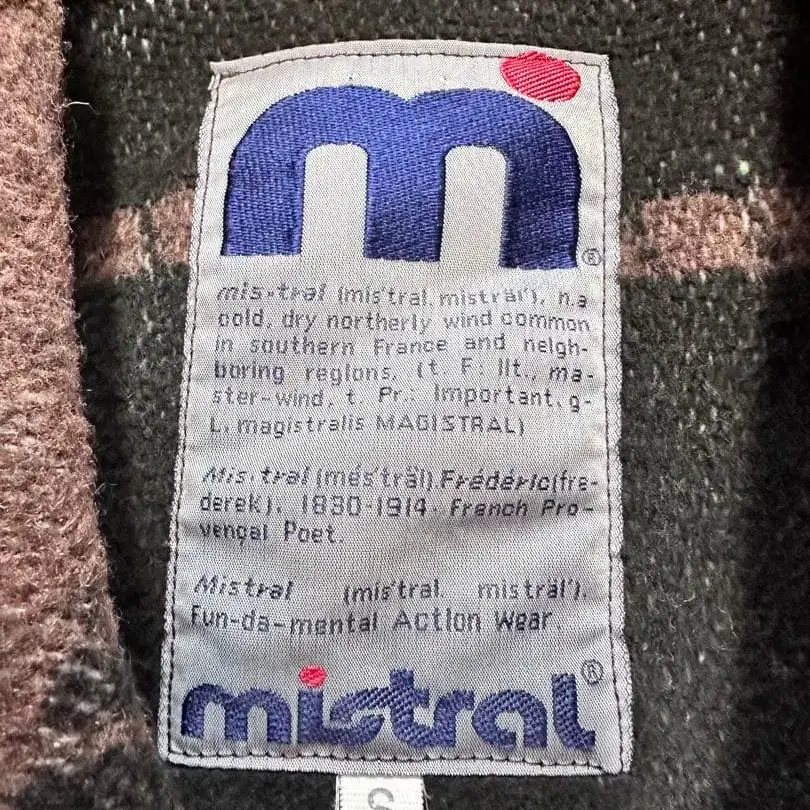 m®
mis·tral (mis'tral, misträl'), n.a
cold, dry northerly wind common
in southern France and neigh-
boring regions, (t. F: llt., ma-
ster-wind, t. Pr.: Important, g-
L. magistralis MAGISTRAL)
Mis·tral (més'träl), Frédéric (fre-
derek), 1830-1914. French Pro-
vençal Poet.
Mistral (mis'tral, misträl').
Fun-da-mental Action Wear.
mistral®
S